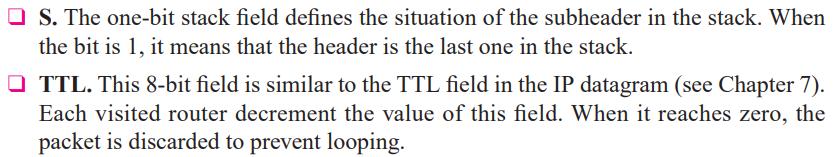 ❑ S. The one-bit stack field defines the situation of the subheader in the stack. When
the bit is 1, it means that the header is the last one in the stack.
❑ TTL. This 8-bit field is similar to the TTL field in the IP datagram (see Chapter 7).
Each visited router decrement the value of this field. When it reaches zero, the
packet is discarded to prevent looping.